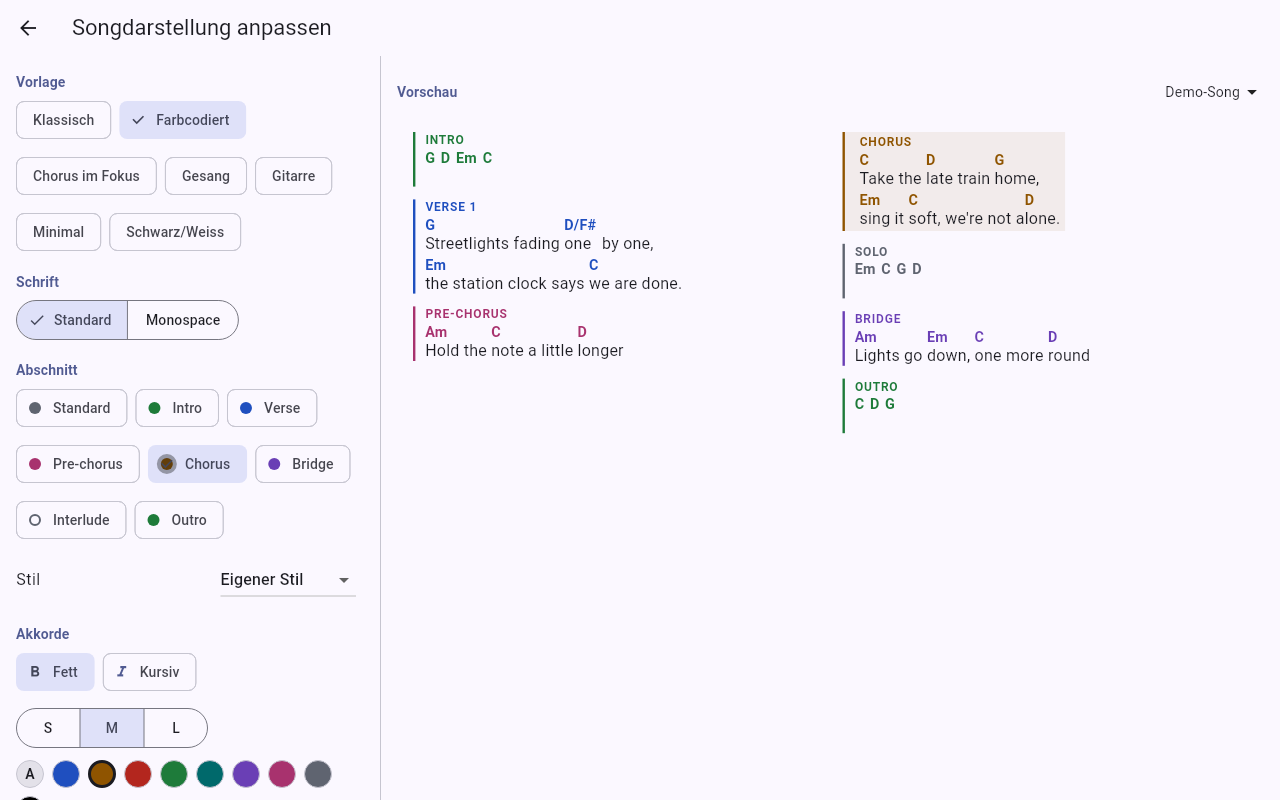 Songdarstellung anpassen
Vorlage
Klassisch
Farbcodiert
Chorus im Fokus
Gesang
Gitarre
Minimal
Schwarz/Weiss
Schrift
Standard
Monospace
Abschnitt
Standard
Intro
Verse
Pre-chorus
Chorus
Bridge
Interlude
Outro
Stil
Eigener Stil
Akkorde
B Fett
I Kursiv
S
M
L
A
Vorschau
Demo-Song
INTRO
G D Em C
VERSE 1
G D/F#
Streetlights fading one by one,
Em C
the station clock says we are done.
PRE-CHORUS
Am C D
Hold the note a little longer
CHORUS
C D G
Take the late train home,
Em C D
sing it soft, we're not alone.
SOLO
Em C G D
BRIDGE
Am Em C D
Lights go down, one more round
OUTRO
C D G